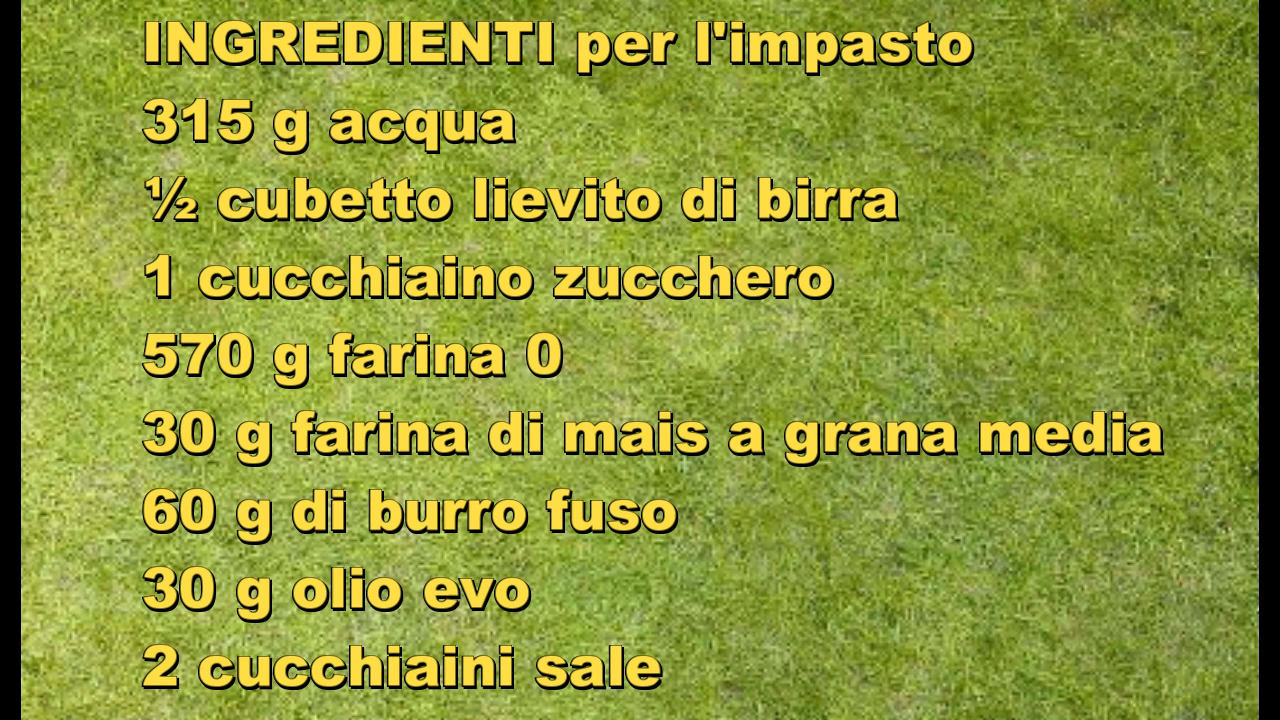 INGREDIENTI per l'impasto
315 g acqua
½ cubetto lievito di birra
1 cucchiaino zucchero
570 g farina 0
30 g farina di mais a grana media
60 g di burro fuso
30 g olio evo
2 cucchiaini sale